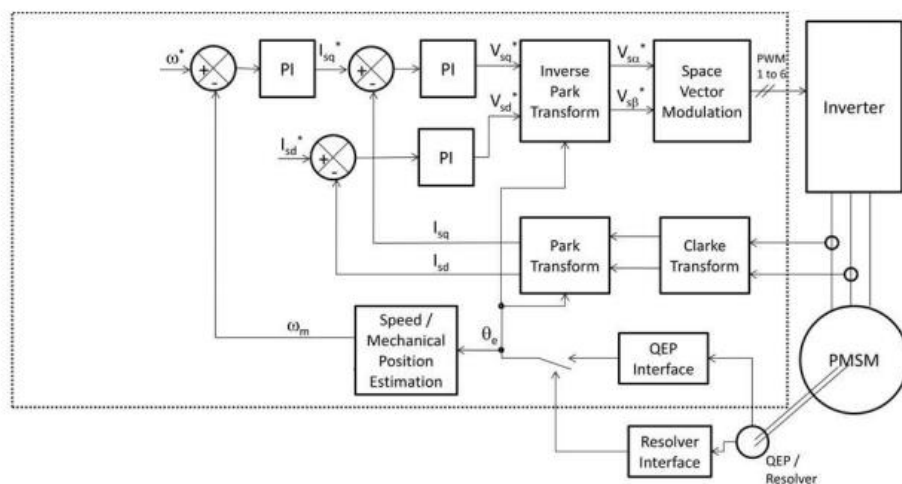 ω*
+
-
PI
Isq*
+
-
PI
Vsq*
Vsd*
Inverse
Park
Transform
Vsα*
Vsβ*
Space
Vector
Modulation
PWM
1 to 6
Inverter
Isd*
+
-
PI
Isq
Isd
Park
Transform
Clarke
Transform
ωm
Speed /
Mechanical
Position
Estimation
θe
QEP
Interface
PMSM
Resolver
Interface
QEP /
Resolver